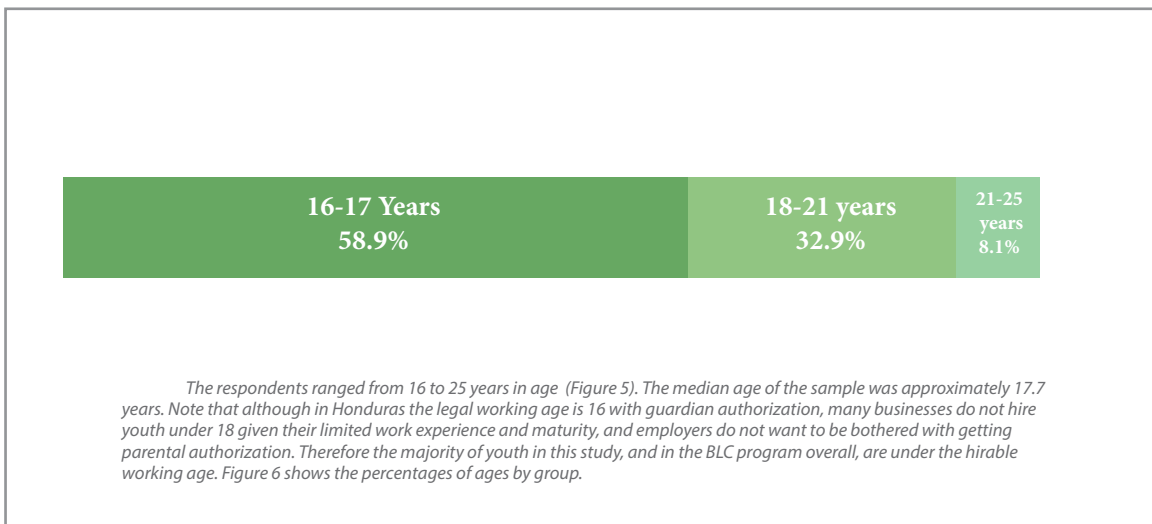 16-17 Years
58.9%
18-21 years
32.9%
21-25
years
8.1%
The respondents ranged from 16 to 25 years in age (Figure 5). The median age of the sample was approximately 17.7
years. Note that although in Honduras the legal working age is 16 with guardian authorization, many businesses do not hire
youth under 18 given their limited work experience and maturity, and employers do not want to be bothered with getting
parental authorization. Therefore the majority of youth in this study, and in the BLC program overall, are under the hirable
working age. Figure 6 shows the percentages of ages by group.